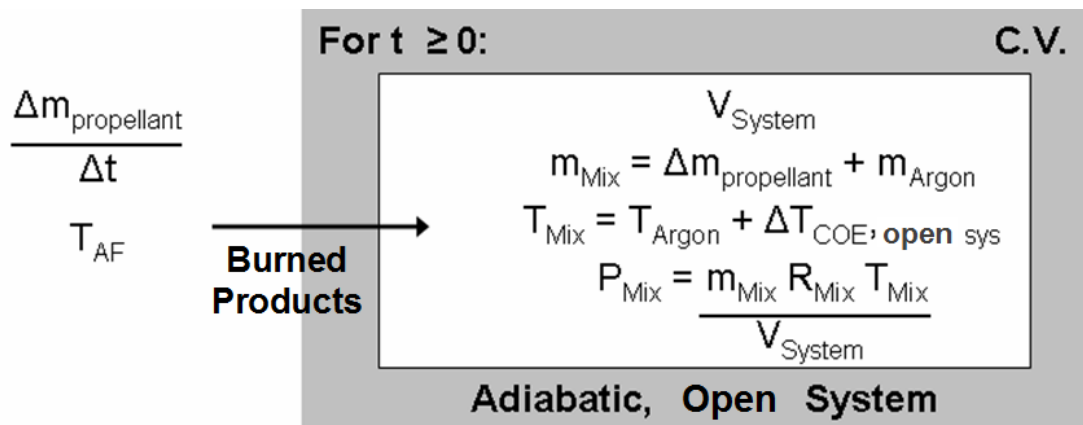 For t ≥0: C.V.
Δm_propellant
Δt
T_AF
Burned
Products
V_System
m_Mix = Δm_propellant + m_Argon
T_Mix = T_Argon + ΔT_COE, open sys
P_Mix = m_Mix R_Mix T_Mix
V_System
Adiabatic, Open System